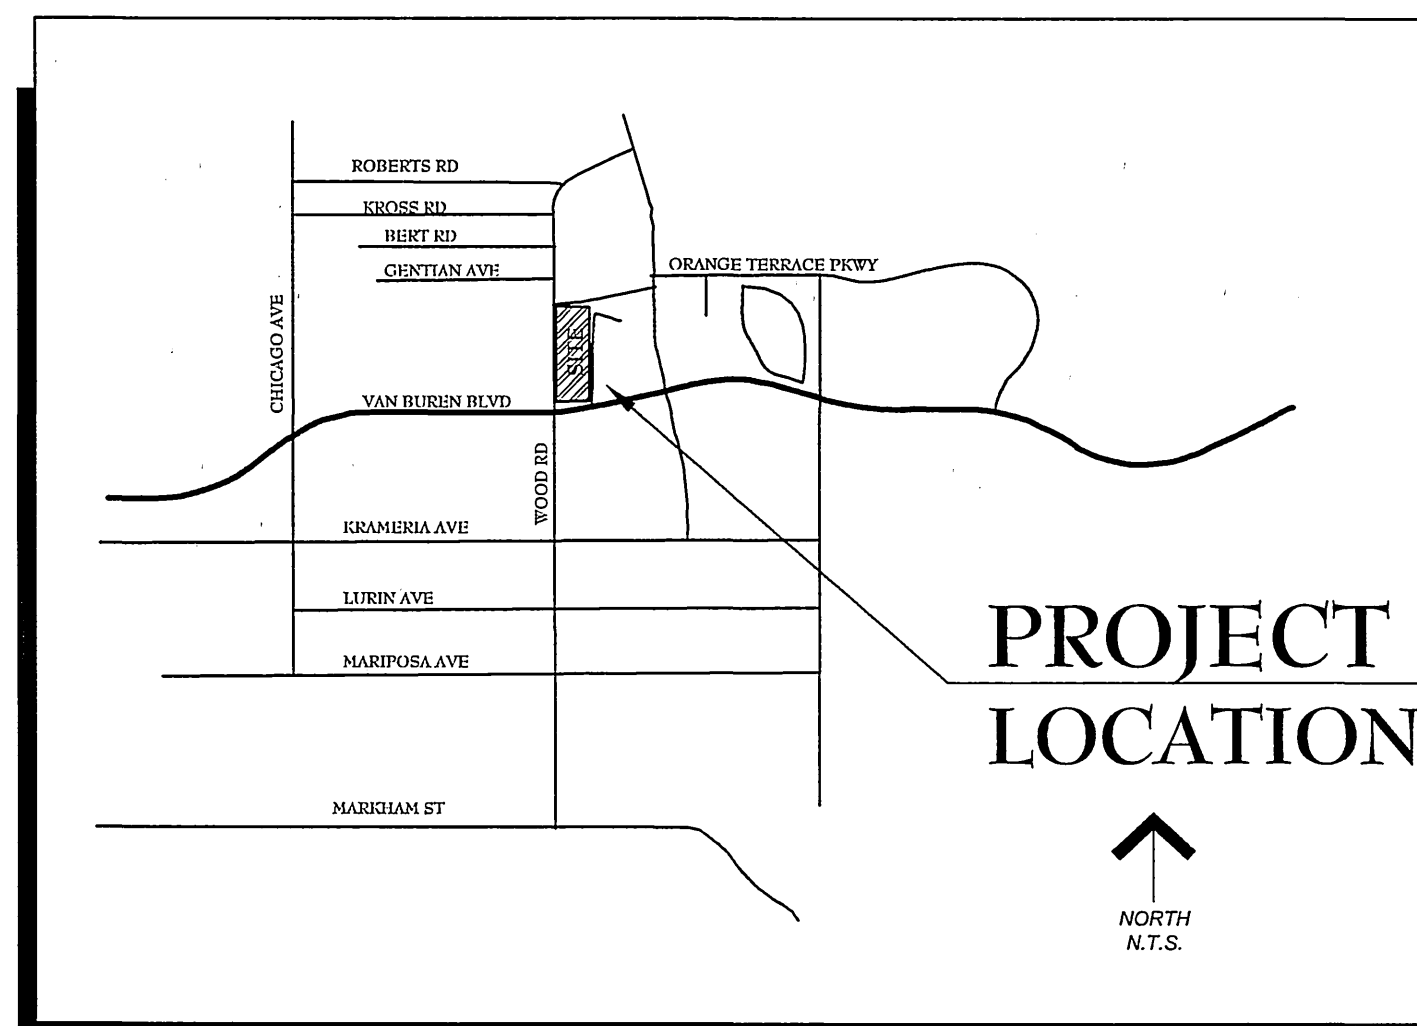 ROBERTS RD
KROSS RD
BERT RD
GENTIAN AVE
ORANGE TERRACE PKWY
CHICAGO AVE
SITE
VAN BUREN BLVD
WOOD RD
KRAMERIA AVE
LURIN AVE
MARIPOSA AVE
PROJECT
LOCATION
MARKHAM ST
NORTH
N.T.S.